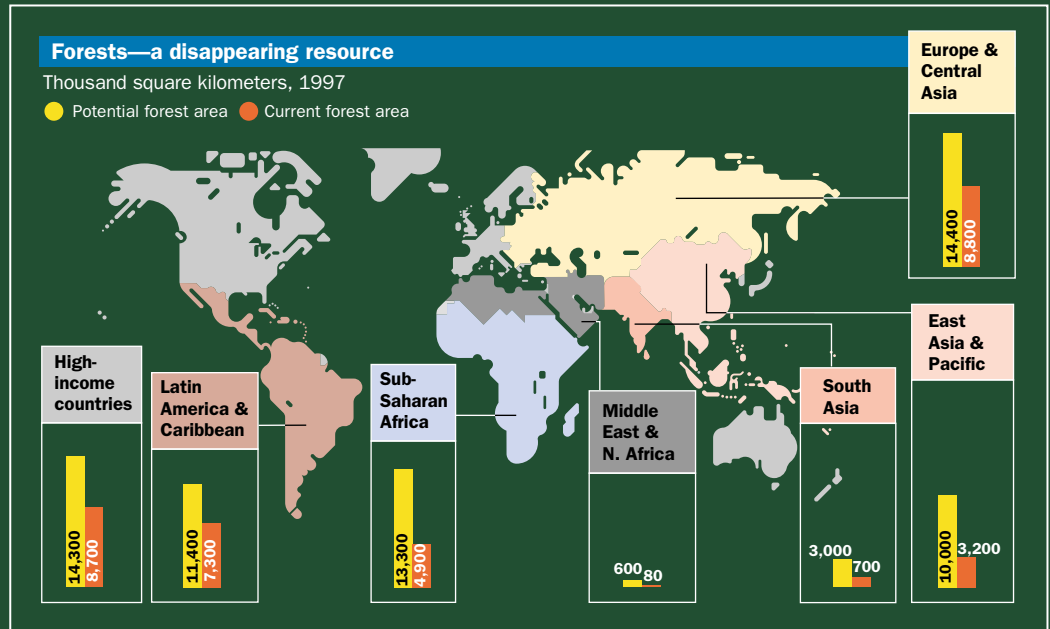 Forests—a disappearing resource
Thousand square kilometers, 1997
Potential forest area
Current forest area
Europe &
Central
Asia
14,400
8,800
High-
income
countries
14,300
8,700
Latin
America &
Caribbean
11,400
7,300
Sub-
Saharan
Africa
13,300
4,900
Middle
East &
N. Africa
600
80
South
Asia
3,000
700
East
Asia &
Pacific
10,000
3,200